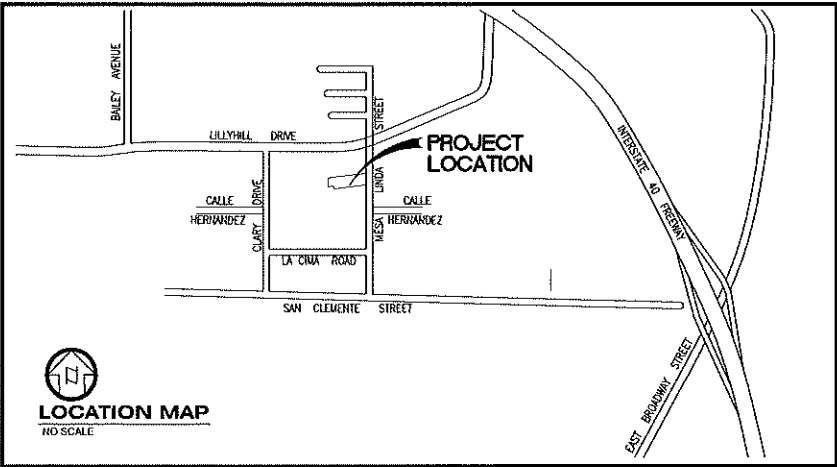 BAILEY AVENUE
STREET
LILLYHILL DRIVE
PROJECT
LOCATION
INTERSTATE 40 FREEWAY
LINDA
DRIVE
CALLE
CALLE
HERNANDEZ
HERNANDEZ
CLARY
MESA
LA CIMA ROAD
SAN CLEMENTE STREET
EAST BROADWAY STREET
LOCATION MAP
NO SCALE